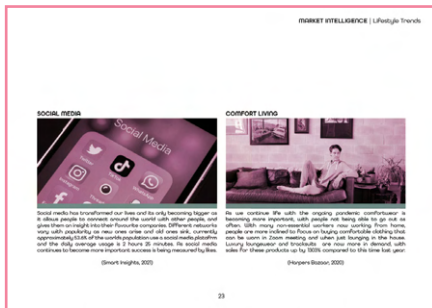 MARKET INTELLIGENCE | Lifestyle Trends
SOCIAL MEDIA
Social Media
Twitter
TikTok
WhatsApp
Social media has transformed our lives and its only becoming bigger as
it allows people to connect around the world with other people, and
gives them an insight into their favourite companies. Different networks
vary with popularity as new ones arise and old ones sink, currently
approximately 53.6% of the worlds population use a social media platform
and the daily average usage is 2 hours 25 minutes. As social media
continues to become more important success is being measured by likes.
(Smart Insights, 2021)
COMFORT LIVING
As we continue life with the ongoing pandemic comfortwear is
becoming more important, with people not being able to go out as
often. With many non-essential workers now working from home,
people are more inclined to focus on buying comfortable clothing that
can be worn in Zoom meeting and when just lounging in the house.
Luxury loungewear and tracksuits are now more in demand, with
sales for these products up by 1303% compared to this time last year.
(Harpers Bazaar, 2020)
23